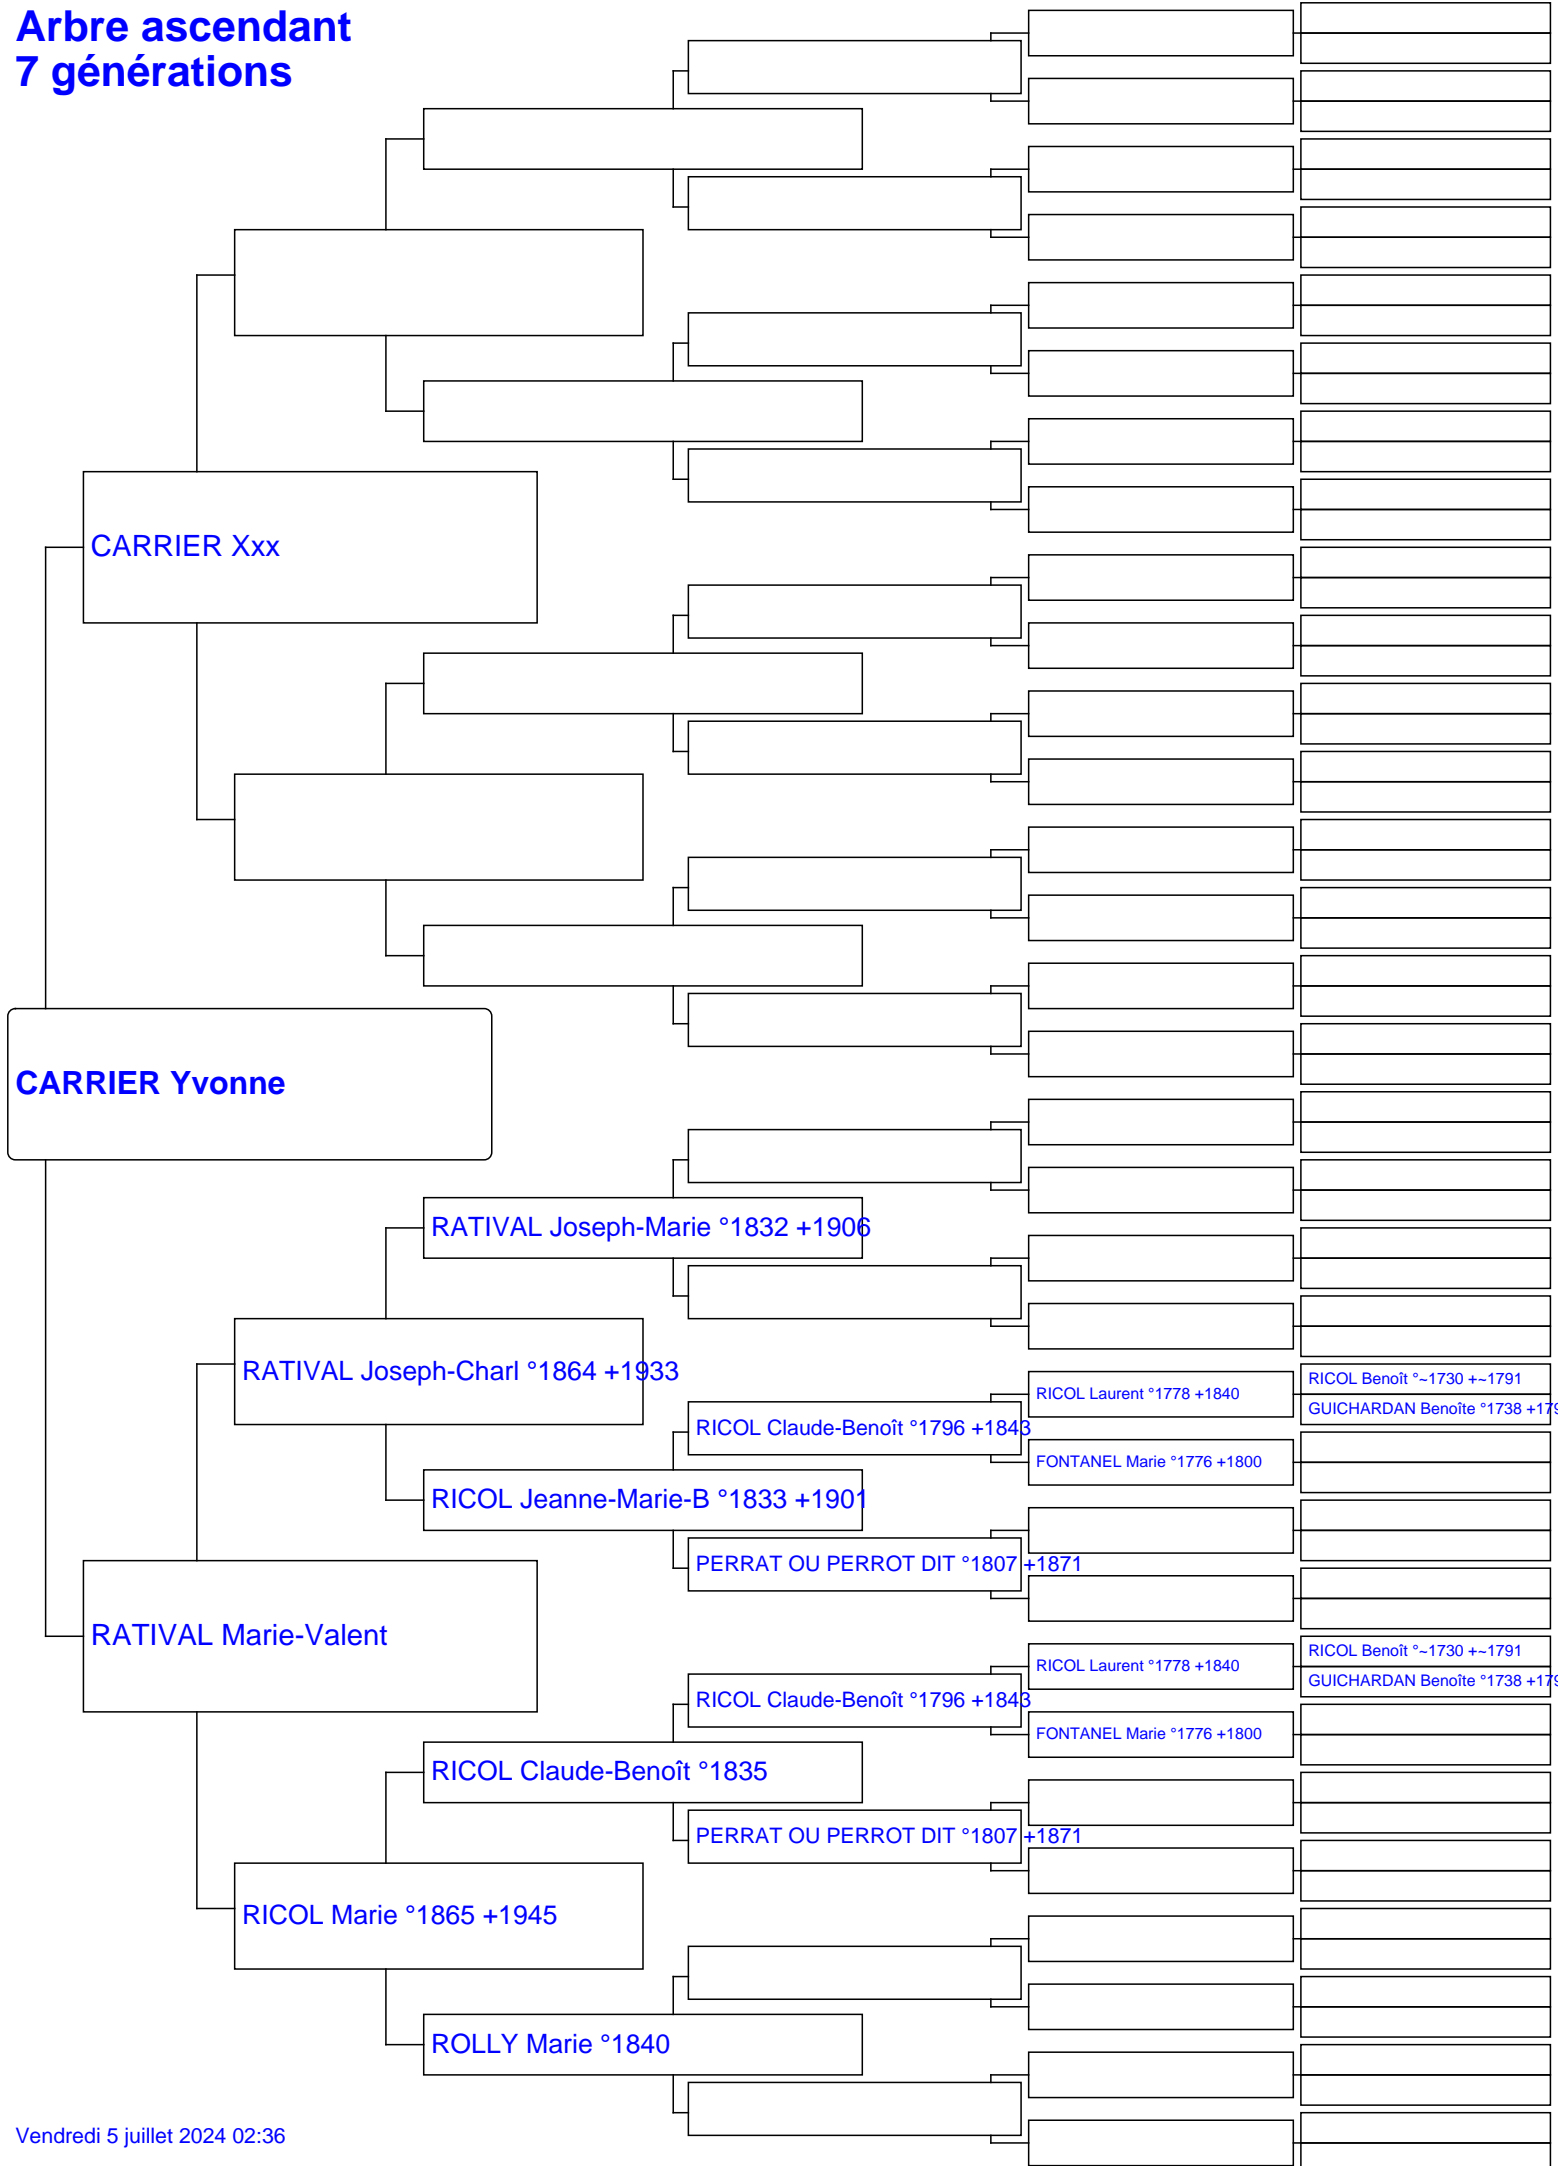 Arbre ascendant
7 générations
CARRIER Xxx
CARRIER Yvonne
RATIVAL Joseph-Marie °1832 +1906
RATIVAL Joseph-Charl °1864 +1933
RICOL Benoît °~1730 +~1791
RICOL Laurent °1778 +1840
GUICHARDAN Benoîte °1738 +179
RICOL Claude-Benoît °1796 +1843
FONTANEL Marie °1776 +1800
RICOL Jeanne-Marie-B °1833 +1901
PERRAT OU PERROT DIT °1807 +1871
RATIVAL Marie-Valent
RICOL Benoît °~1730 +~1791
RICOL Laurent °1778 +1840
GUICHARDAN Benoîte °1738 +179
RICOL Claude-Benoît °1796 +1843
FONTANEL Marie °1776 +1800
RICOL Claude-Benoît °1835
PERRAT OU PERROT DIT °1807 +1871
RICOL Marie °1865 +1945
ROLLY Marie °1840
Vendredi 5 juillet 2024 02:36